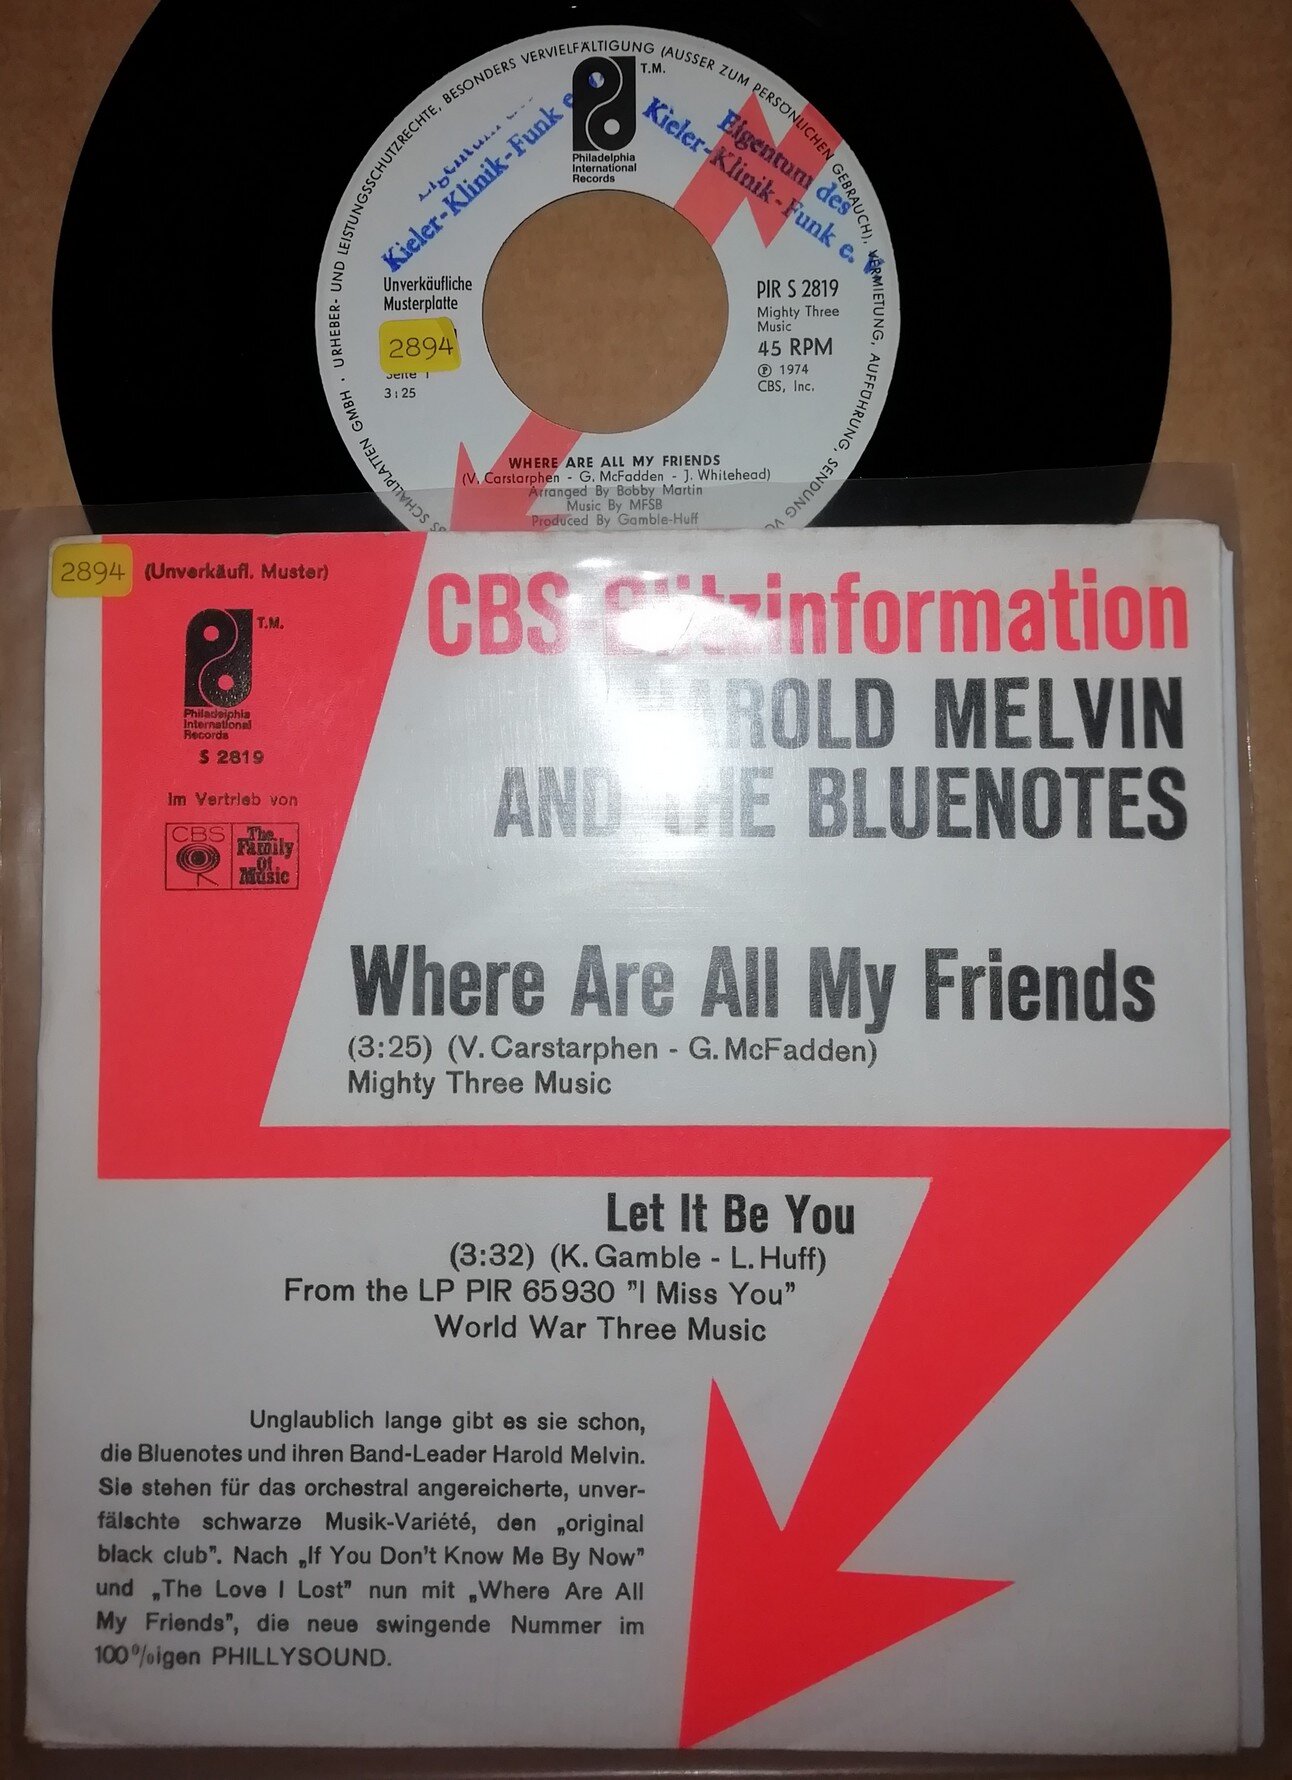 URHEBER- UND LEISTUNGSSCHUTZRECHTE, BESONDERS VERVIELFÄLTIGUNG (AUSSER ZUM PERSÖNLICHEN GEBRAUCH), VERMIETUNG, AUFFÜHRUNG, SENDUNG
SCHALLPLATTEN GMBH ·
T.M.
Philadelphia
International
Records
Eigentum
Kieler-Klinik-Funk e.
Kieler-
Eigentum des
Klinik-Funk e. V.
Unverkäufliche
Musterplatte
2894
Seite 1
3:25
PIR S 2819
Mighty Three
Music
45 RPM
℗ 1974
CBS, Inc.
WHERE ARE ALL MY FRIENDS
(V. Carstarphen - G. McFadden - J. Whitehead)
Arranged By Bobby Martin
Music By MFSB
Produced By Gamble-Huff
2894 (Unverkäufl. Muster)
T.M.
Philadelphia
International
Records
S 2819
Im Vertrieb von
CBS
The
Family
Of
Music
CBS-Blitzinformation
HAROLD MELVIN
AND THE BLUENOTES
Where Are All My Friends
(3:25) (V. Carstarphen - G. McFadden)
Mighty Three Music
Let It Be You
(3:32) (K. Gamble - L. Huff)
From the LP PIR 65930 "I Miss You"
World War Three Music
Unglaublich lange gibt es sie schon,
die Bluenotes und ihren Band-Leader Harold Melvin.
Sie stehen für das orchestral angereicherte, unver-
fälschte schwarze Musik-Variété, den „original
black club". Nach „If You Don't Know Me By Now"
und „The Love I Lost" nun mit „Where Are All
My Friends", die neue swingende Nummer im
100%igen PHILLYSOUND.